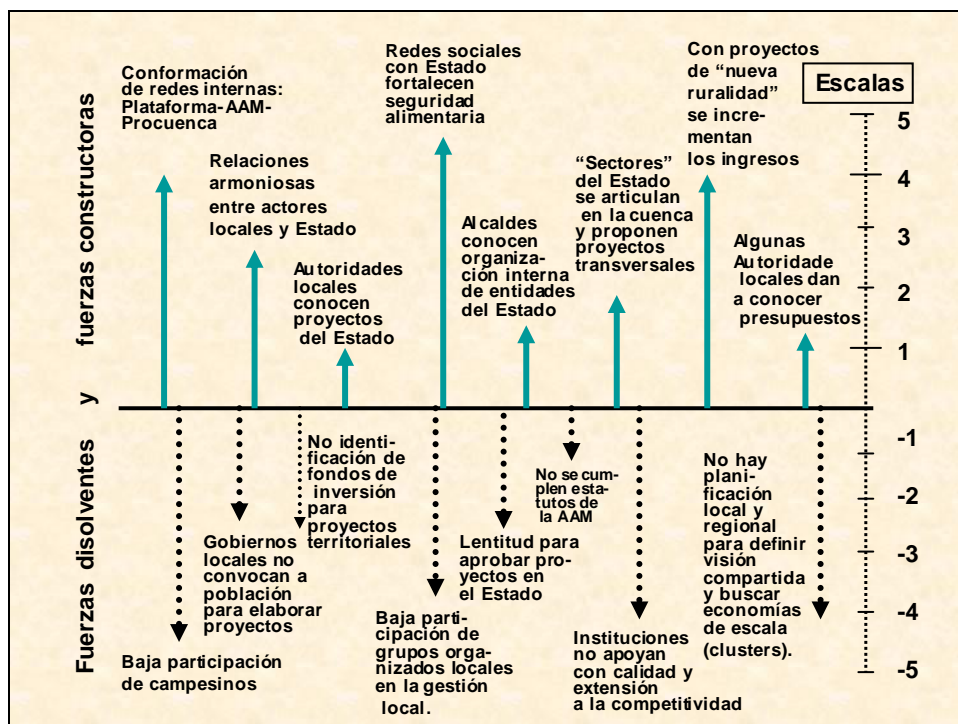 Conformación
de redes internas:
Plataforma-AAM-
Procuenca
Relaciones
armoniosas
entre actores
locales y Estado
Autoridades
locales
conocen
proyectos
del Estado
Redes sociales
con Estado
fortalecen
seguridad
alimentaria
Alcaldes
conocen
organiza-
ción interna
de entidades
del Estado
“Sectores”
del Estado
se articulan
en la cuenca
y proponen
proyectos
transversales
Con proyectos
de “nueva
ruralidad”
se incre-
mentan
los ingresos
Algunas
Autoridade
locales dan
a conocer
presupuestos
Escalas
5
4
3
2
1
-1
-2
-3
-4
-5
Fuerzas disolventes y fuerzas constructoras
Baja participación
de campesinos
Gobiernos
locales no
convocan a
población
para elaborar
proyectos
No identi-
ficación de
fondos de
inversión
para
proyectos
territoriales
Baja parti-
cipación de
grupos orga-
nizados locales
en la gestión
local.
Lentitud para
aprobar pro-
yectos en
el Estado
No se cum-
plen esta-
tutos de
la AAM
Instituciones
no apoyan
con calidad y
extensión
a la competitividad
No hay
plani-
ficación
local y
regional
para definir
visión
compartida
y buscar
economías
de escala
(clusters).